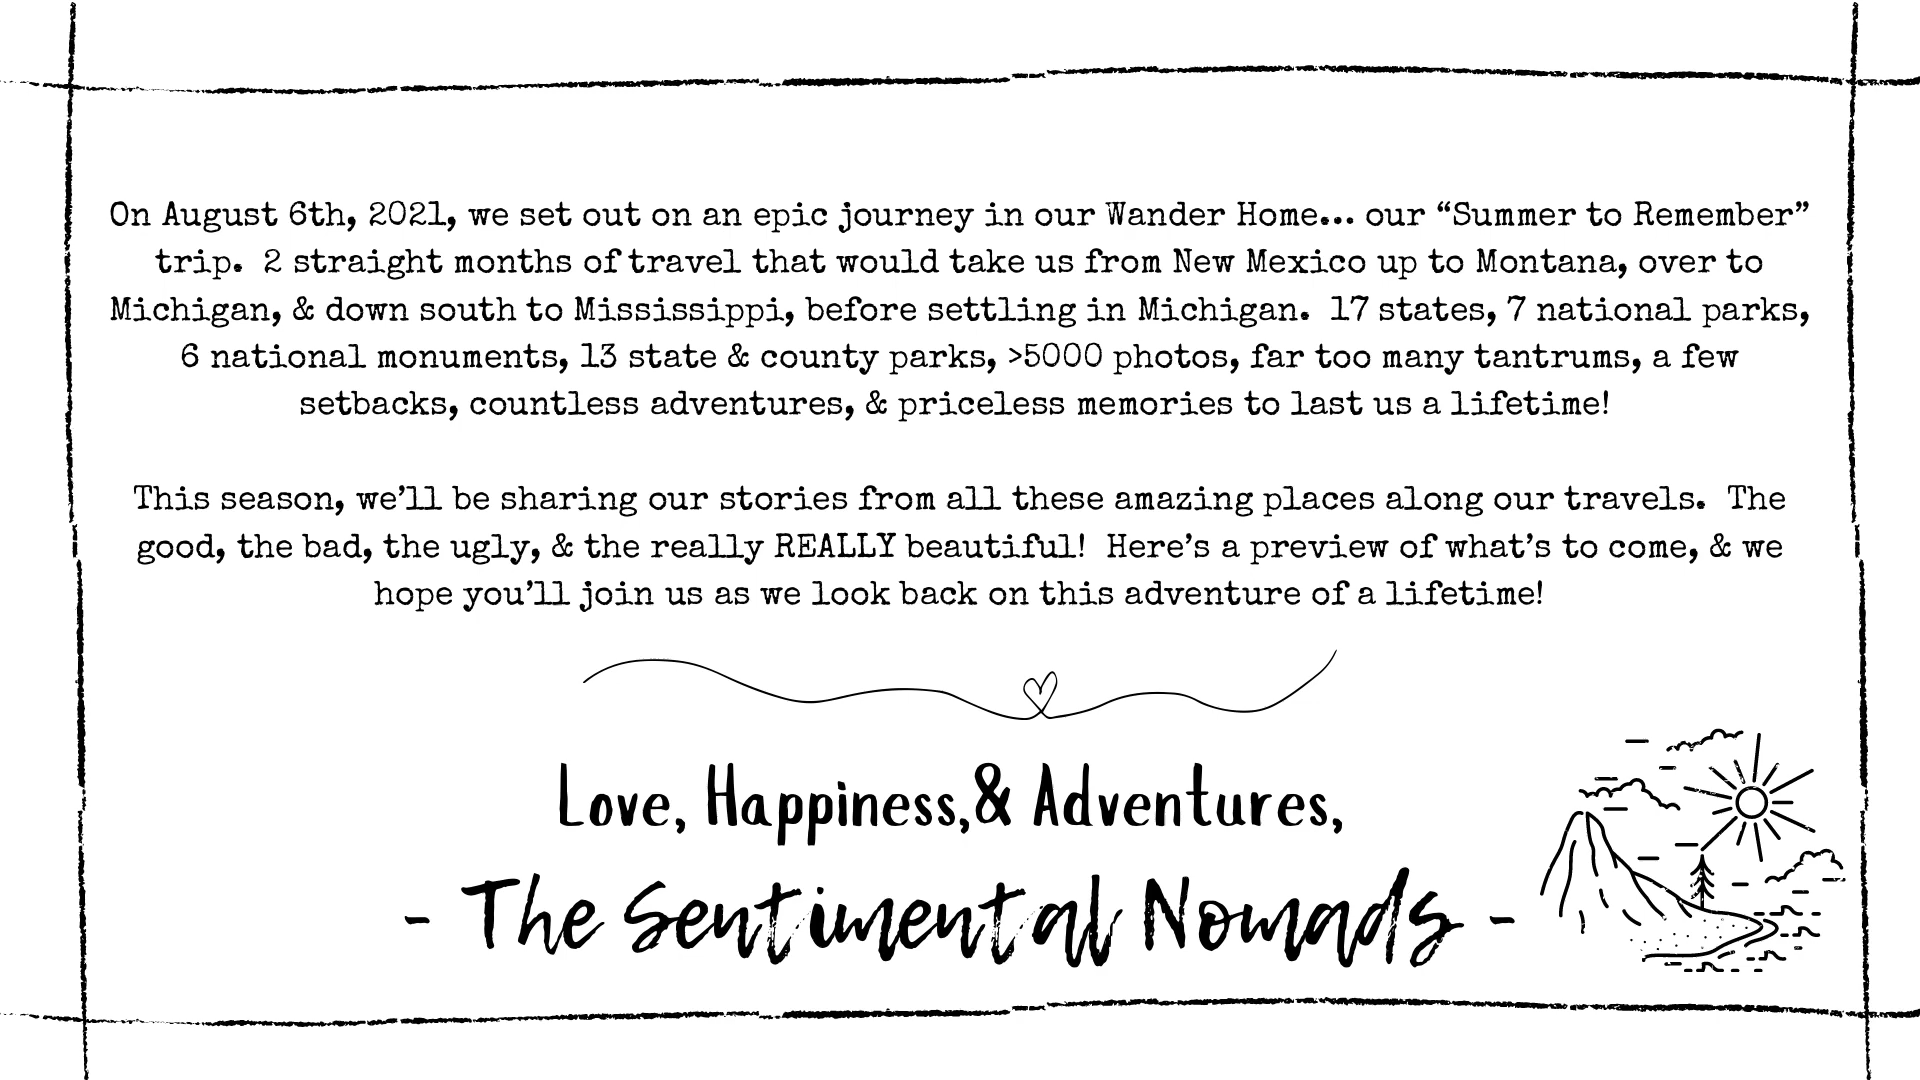 On August 6th, 2021, we set out on an epic journey in our Wander Home... our “Summer to Remember”
trip.  2 straight months of travel that would take us from New Mexico up to Montana, over to
Michigan, & down south to Mississippi, before settling in Michigan.  17 states, 7 national parks,
6 national monuments, 13 state & county parks, >5000 photos, far too many tantrums, a few
setbacks, countless adventures, & priceless memories to last us a lifetime!
This season, we’ll be sharing our stories from all these amazing places along our travels.  The
good, the bad, the ugly, & the really REALLY beautiful!  Here’s a preview of what’s to come, & we
hope you’ll join us as we look back on this adventure of a lifetime!
Love, Happiness,& Adventures,
- The Sentimental Nomads -